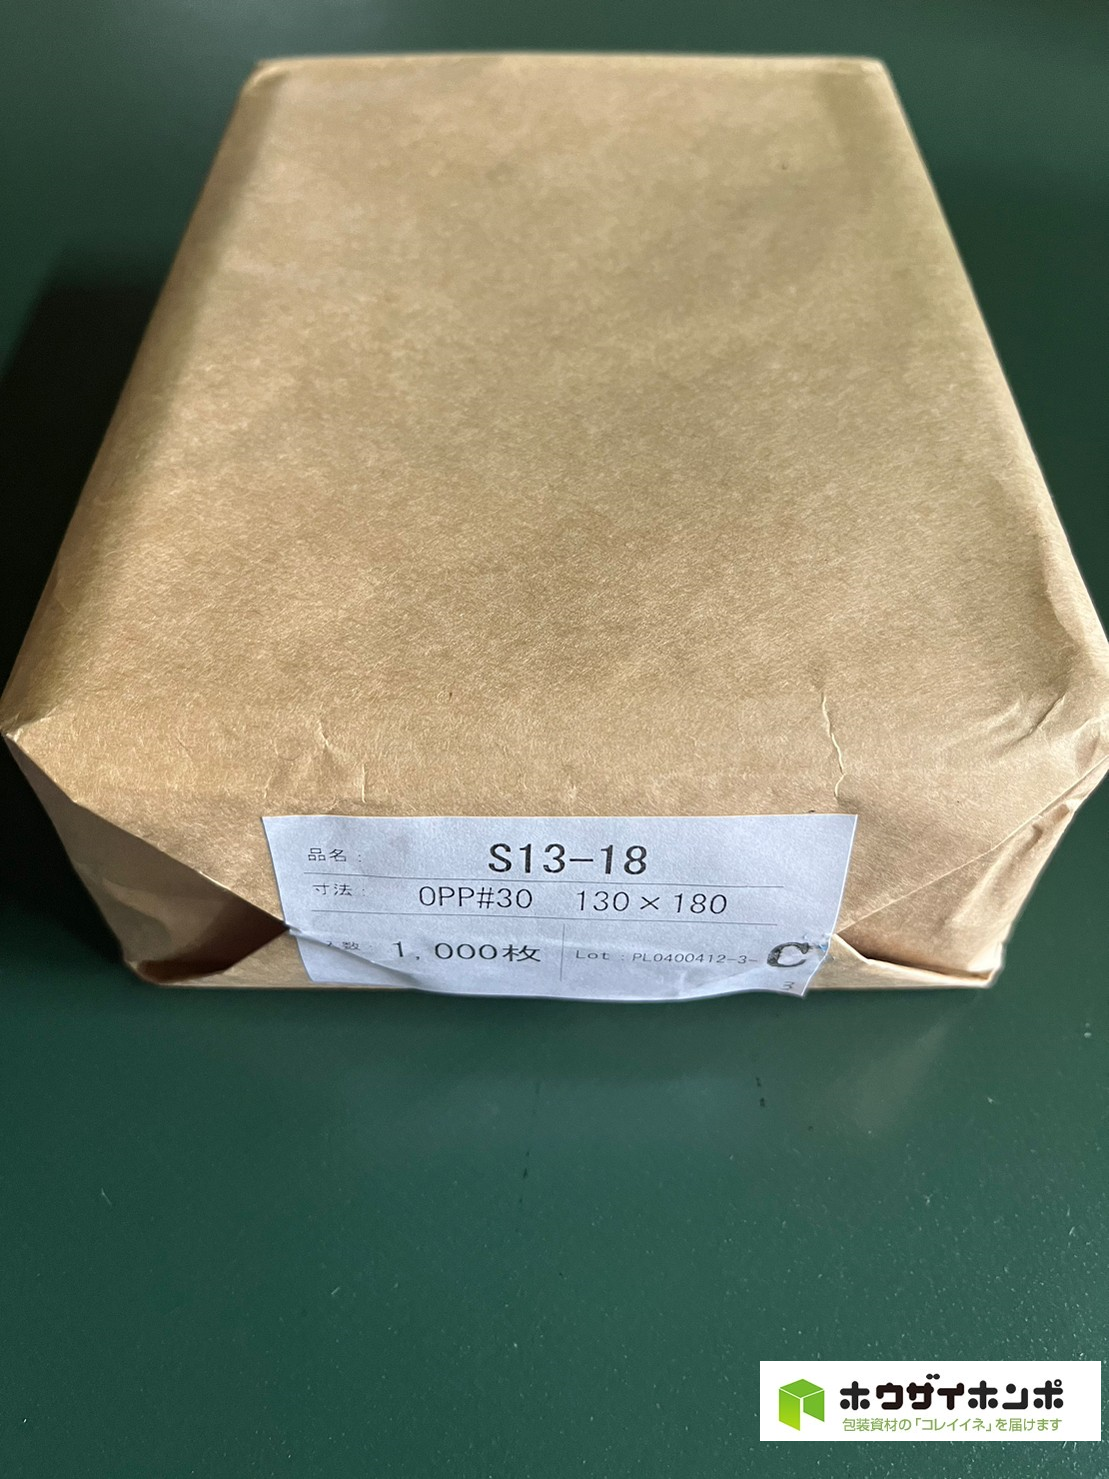 品名： S13-18
寸法： OPP#30 130×180
数： 1,000枚 Lot：PL0400412-3- C
3
ホウザイホンポ
包装資材の「コレイイネ」を届けます